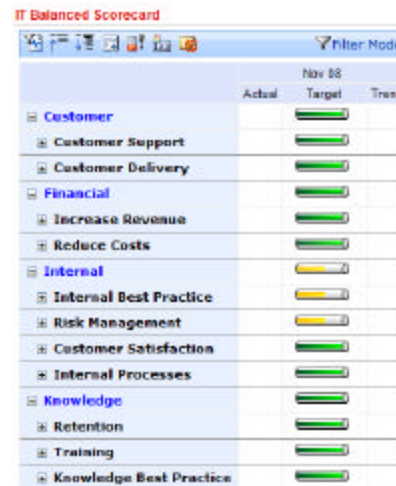 IT Balanced Scorecard
Filter Mode
Nov 08
Actual Target Tren
Customer
Customer Support
Customer Delivery
Financial
Increase Revenue
Reduce Costs
Internal
Internal Best Practice
Risk Management
Customer Satisfaction
Internal Processes
Knowledge
Retention
Training
Knowledge Best Practice